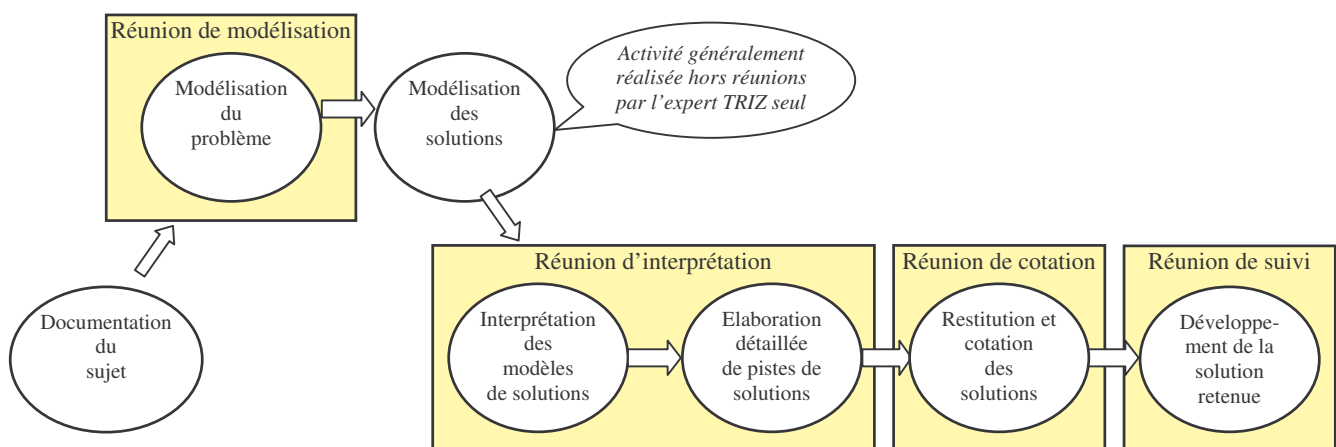 Réunion de modélisation
Modélisation
du
problème
Modélisation
des
solutions
Activité généralement
réalisée hors réunions
par l’expert TRIZ seul
Documentation
du
sujet
Réunion d’interprétation
Interprétation
des
modèles
de solutions
Elaboration
détaillée
de pistes de
solutions
Réunion de cotation
Restitution et
cotation
des
solutions
Réunion de suivi
Développe-
ment de la
solution
retenue